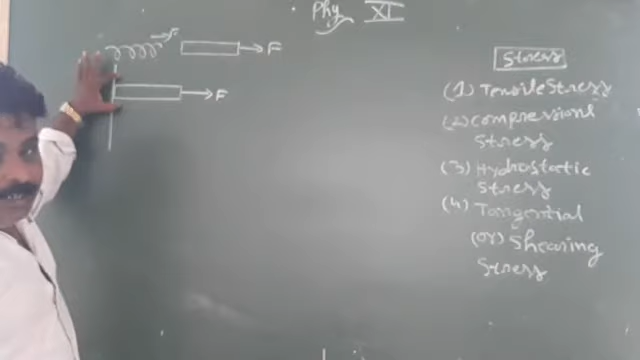 Phy XI
F
F
F
Stress
(1) Tensile Stress
(2) Compressional
Stress
(3) Hydrostatic
Stress
(4) Tangential
(or) Shearing
Stress